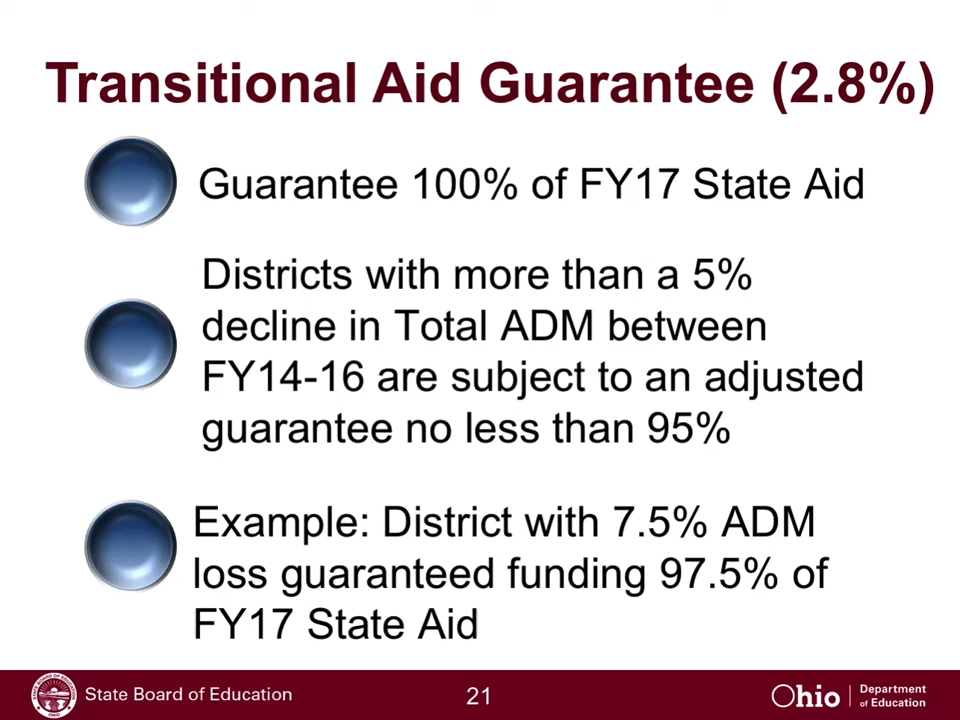 Transitional Aid Guarantee (2.8%)
Guarantee 100% of FY17 State Aid
Districts with more than a 5%
decline in Total ADM between
FY14-16 are subject to an adjusted
guarantee no less than 95%
Example: District with 7.5% ADM
loss guaranteed funding 97.5% of
FY17 State Aid
State Board of Education
21
Ohio
Department
of Education